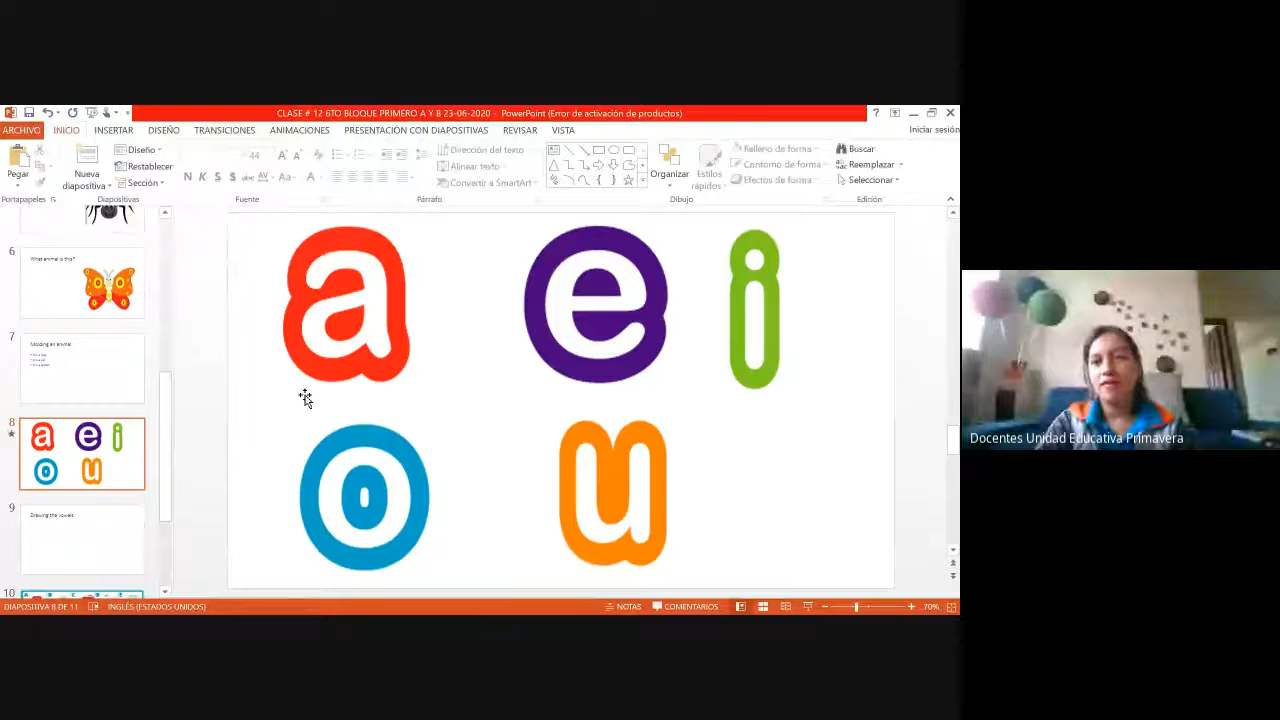 CLASE # 12 6TO BLOQUE PRIMERO A Y B 23-06-2020 - PowerPoint (Error de activación de productos)
ARCHIVO INICIO INSERTAR DISEÑO TRANSICIONES ANIMACIONES PRESENTACIÓN CON DIAPOSITIVAS REVISAR VISTA Iniciar sesión
Pegar
Nueva diapositiva
Diseño
Restablecer
Sección
44
N K S S abc AV Aa A
Dirección del texto
Alinear texto
Convertir a SmartArt
Organizar
Estilos rápidos
Relleno de forma
Contorno de forma
Efectos de forma
Buscar
Reemplazar
Seleccionar
Portapapeles Diapositivas Fuente Párrafo Dibujo Edición
6
What animal is this?
7
Molding an animal
8
a e i
o u
9
Drawing the vowels
10
a e i
o u
Docentes Unidad Educativa Primavera
DIAPOSITIVA 8 DE 11 INGLÉS (ESTADOS UNIDOS) NOTAS COMENTARIOS 70%